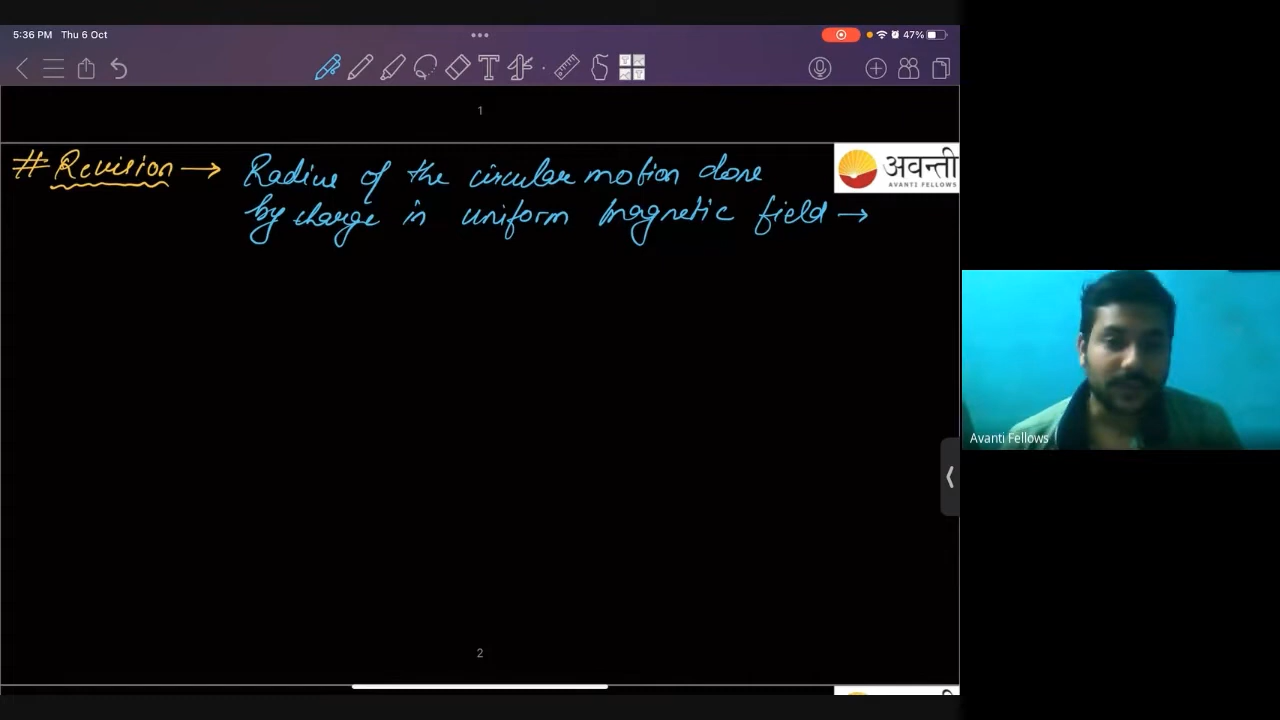 5:36 PM Thu 6 Oct
47%
1
# Revision → Radius of the circular motion done
by charge in uniform magnetic field →
अवन्ती
AVANTI FELLOWS
Avanti Fellows
2